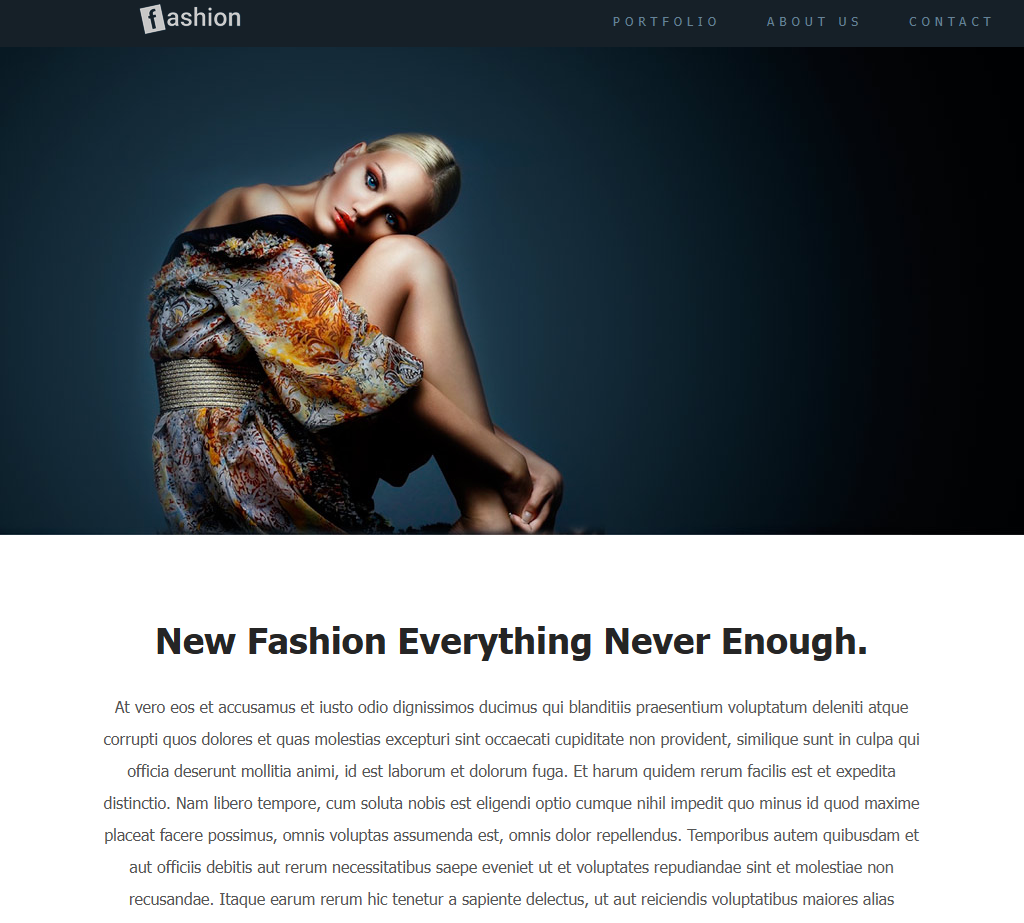 fashion
PORTFOLIO ABOUT US CONTACT
New Fashion Everything Never Enough.
At vero eos et accusamus et iusto odio dignissimos ducimus qui blanditiis praesentium voluptatum deleniti atque
corrupti quos dolores et quas molestias excepturi sint occaecati cupiditate non provident, similique sunt in culpa qui
officia deserunt mollitia animi, id est laborum et dolorum fuga. Et harum quidem rerum facilis est et expedita
distinctio. Nam libero tempore, cum soluta nobis est eligendi optio cumque nihil impedit quo minus id quod maxime
placeat facere possimus, omnis voluptas assumenda est, omnis dolor repellendus. Temporibus autem quibusdam et
aut officiis debitis aut rerum necessitatibus saepe eveniet ut et voluptates repudiandae sint et molestiae non
recusandae. Itaque earum rerum hic tenetur a sapiente delectus, ut aut reiciendis voluptatibus maiores alias